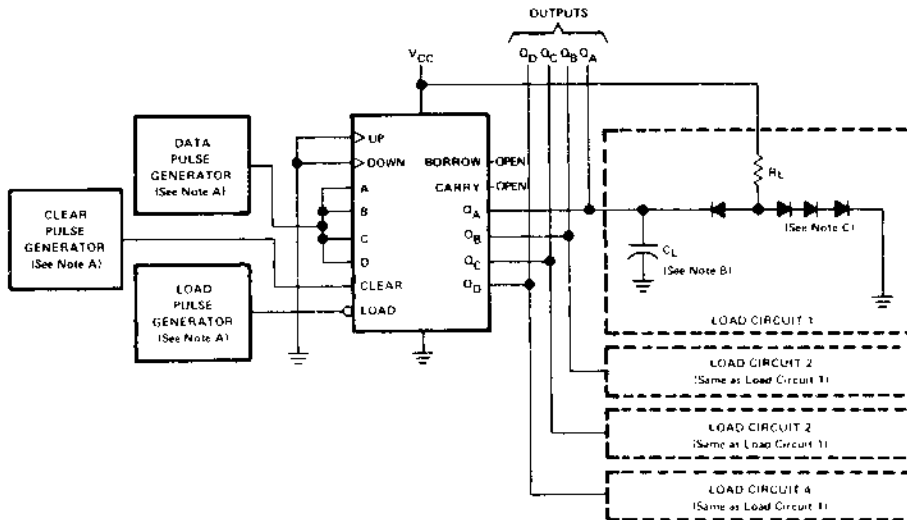 OUTPUTS
VCC
QD QC QB QA
DATA
PULSE
GENERATOR
(See Note A)
CLEAR
PULSE
GENERATOR
(See Note A)
LOAD
PULSE
GENERATOR
(See Note A)
UP
DOWN
A
B
C
D
CLEAR
LOAD
BORROW
CARRY
QA
QB
QC
QD
OPEN
OPEN
RL
(See Note C)
CL
(See Note B)
LOAD CIRCUIT 1
LOAD CIRCUIT 2
(Same as Load Circuit 1)
LOAD CIRCUIT 2
(Same as Load Circuit 1)
LOAD CIRCUIT 4
(Same as Load Circuit 1)